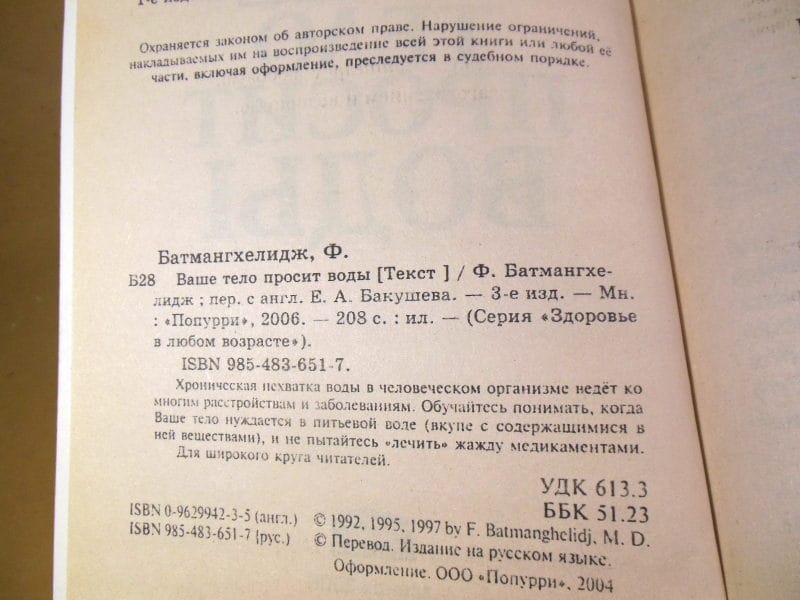 Охраняется законом об авторском праве. Нарушение ограничений,
накладываемых им на воспроизведение всей этой книги или любой её
части, включая оформление, преследуется в судебном порядке.
Батмангхелидж, Ф.
Б28 Ваше тело просит воды [Текст ] / Ф. Батмангхе-
лидж ; пер. с англ. Е. А. Бакушева. — 3-е изд. — Мн.
: «Попурри», 2006. — 208 с. : ил. — (Серия «Здоровье
в любом возрасте»).
ISBN 985-483-651-7.
Хроническая нехватка воды в человеческом организме ведёт ко
многим расстройствам и заболеваниям. Обучайтесь понимать, когда
Ваше тело нуждается в питьевой воде (вкупе с содержащимися в
ней веществами), и не пытайтесь «лечить» жажду медикаментами.
Для широкого круга читателей.
УДК 613.3
ББК 51.23
ISBN 0-9629942-3-5 (англ.)
ISBN 985-483-651-7 (рус.)
© 1992, 1995, 1997 by F. Batmanghelidj, M. D.
© Перевод. Издание на русском языке.
Оформление. ООО «Попурри», 2004